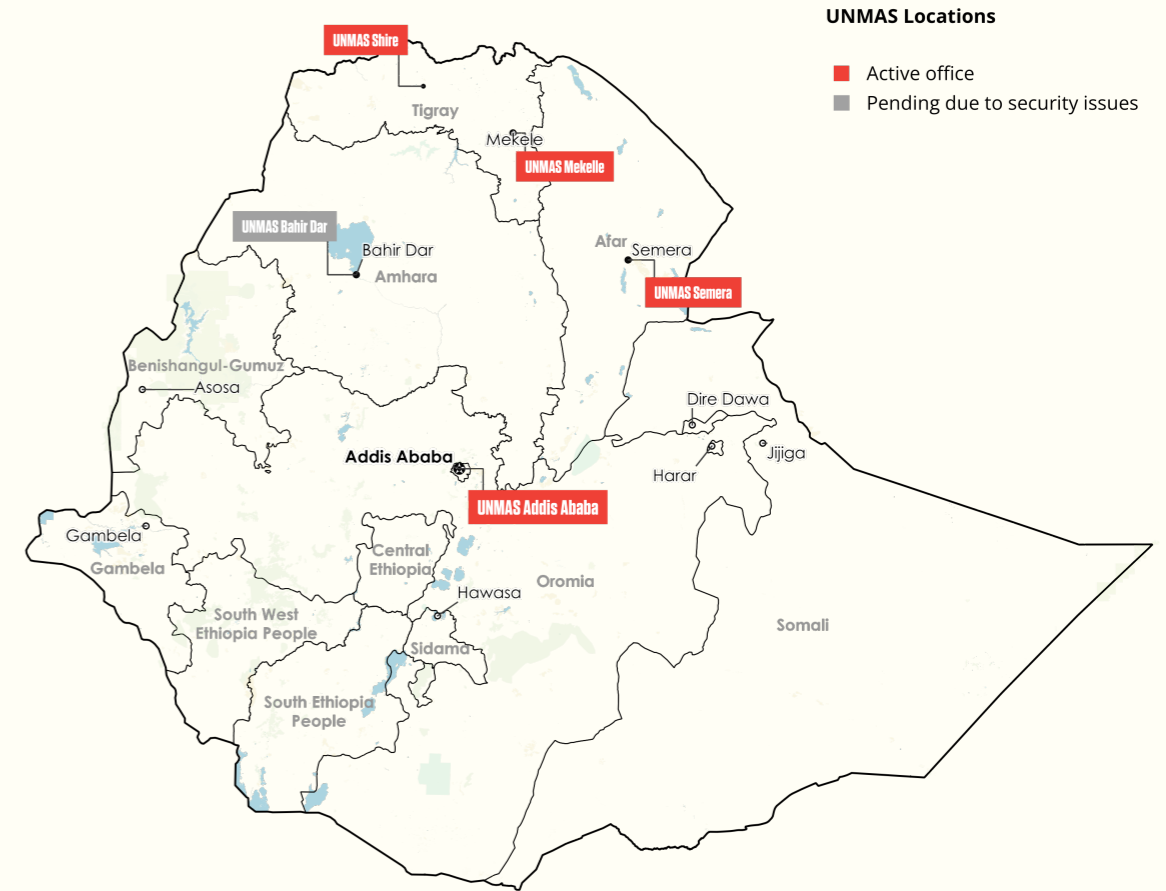 UNMAS Locations
Active office
Pending due to security issues
UNMAS Shire
Tigray
Mekele
UNMAS Mekelle
UNMAS Bahir Dar
Bahir Dar
Amhara
Afar
Semera
UNMAS Semera
Benishangul-Gumuz
Asosa
Dire Dawa
Addis Ababa
Jijiga
Harar
UNMAS Addis Ababa
Gambela
Gambela
Central
Ethiopia
Oromia
Hawasa
South West
Ethiopia People
Somali
Sidama
South Ethiopia
People